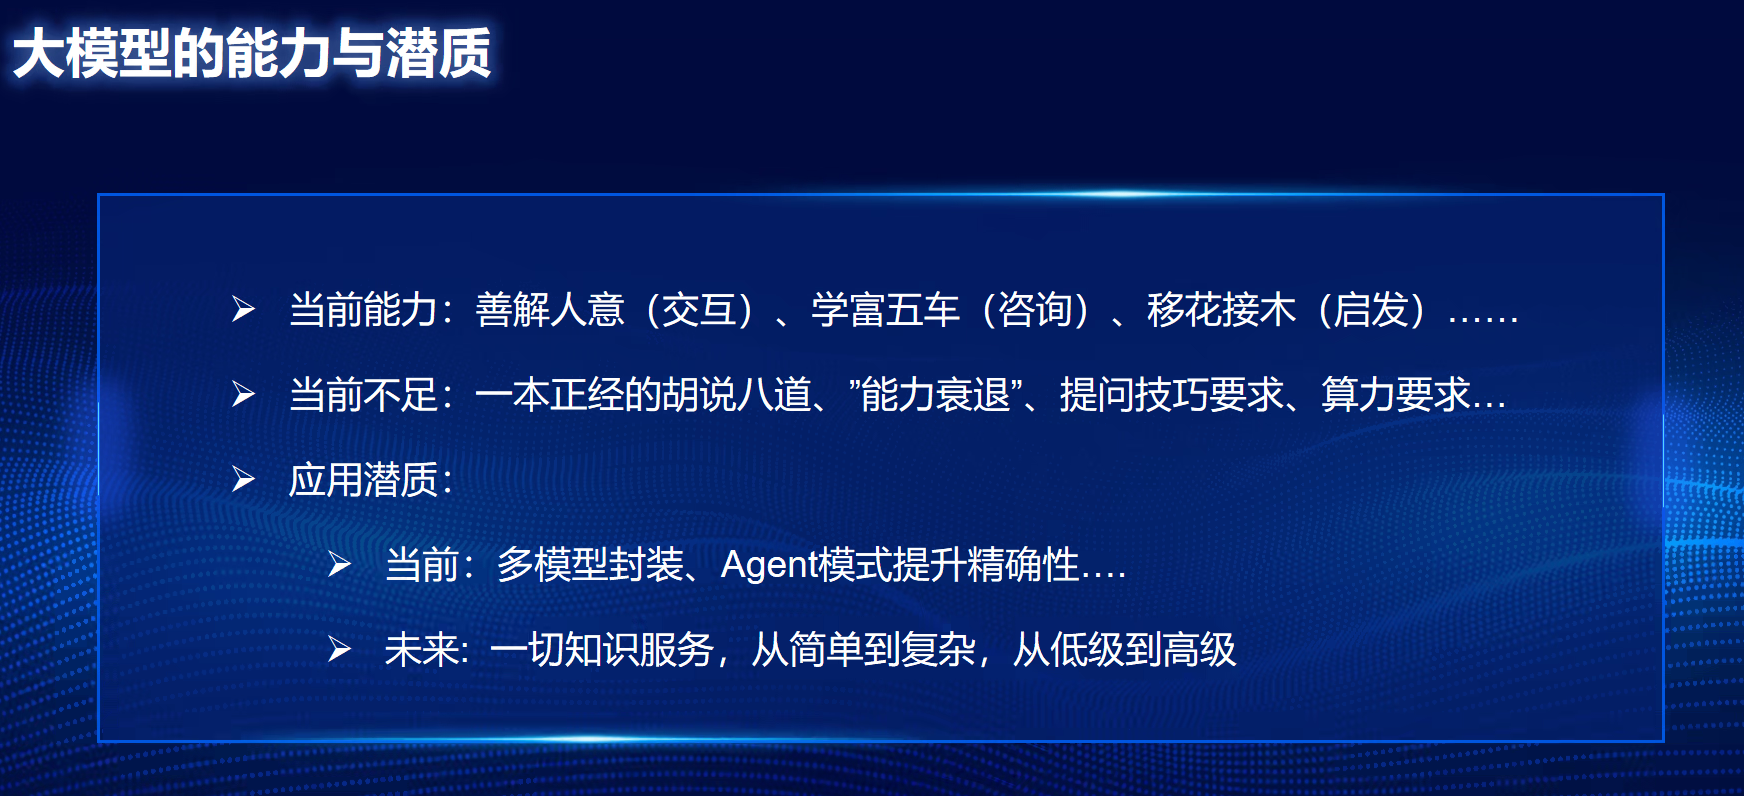 大模型的能力与潜质
➢ 当前能力：善解人意（交互）、学富五车（咨询）、移花接木（启发）……
➢ 当前不足：一本正经的胡说八道、”能力衰退”、提问技巧要求、算力要求…
➢ 应用潜质：
➢ 当前：多模型封装、Agent模式提升精确性….
➢ 未来：一切知识服务，从简单到复杂，从低级到高级